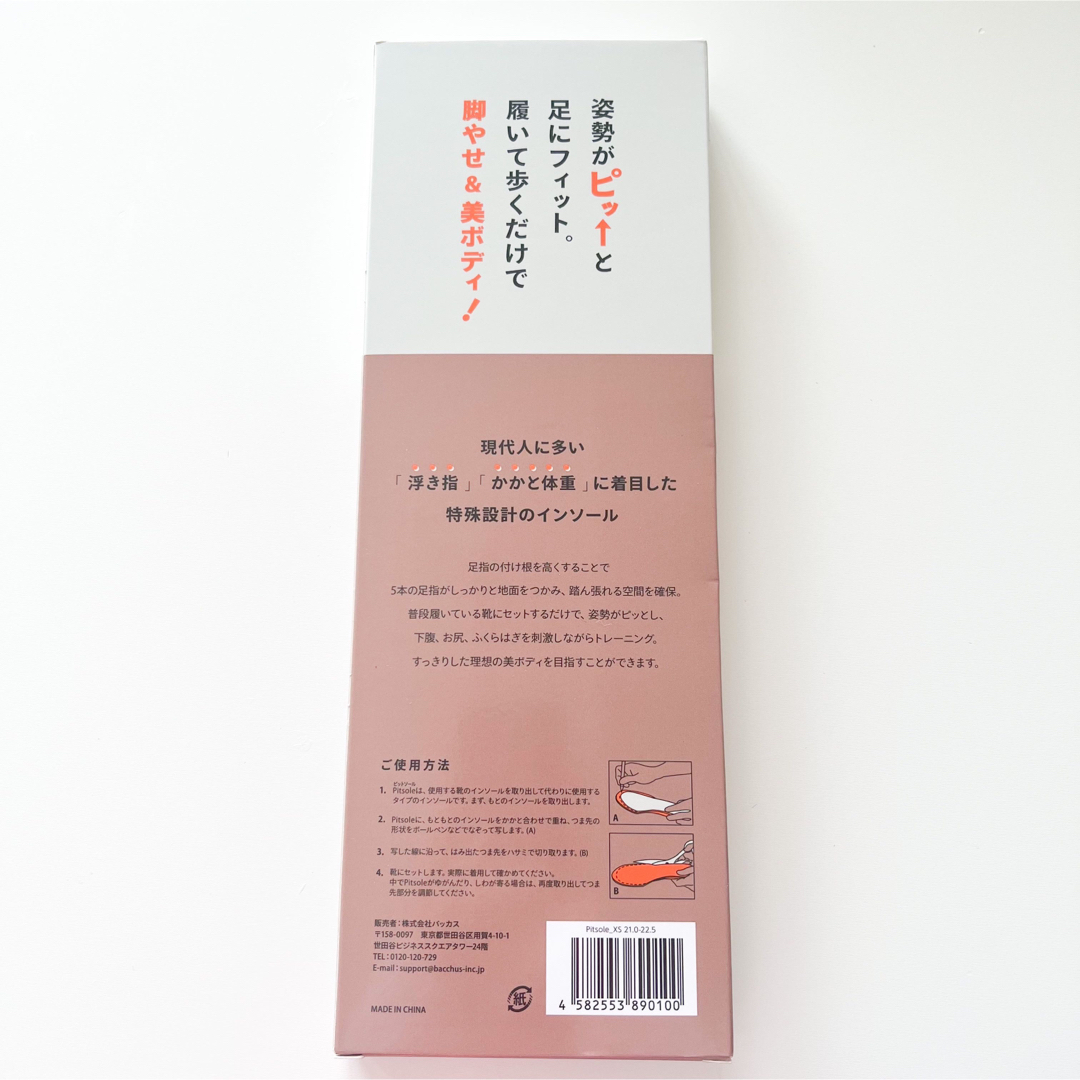 姿勢がピッ↑と
足にフィット。
履いて歩くだけで
脚やせ&美ボディ!
現代人に多い
「浮き指」「かかと体重」に着目した
特殊設計のインソール
足指の付け根を高くすることで
5本の足指がしっかりと地面をつかみ、踏ん張れる空間を確保。
普段履いている靴にセットするだけで、姿勢がピッとし、
下腹、お尻、ふくらはぎを刺激しながらトレーニング。
すっきりした理想の美ボディを目指すことができます。
ご使用方法
ピットソール
1. Pitsoleは、使用する靴のインソールを取り出して代わりに使用する
タイプのインソールです。まず、もとのインソールを取り出します。
2. Pitsoleに、もともとのインソールをかかと合わせで重ね、つま先の
形状をボールペンなどでなぞって写します。(A)
3. 写した線に沿って、はみ出たつま先をハサミで切り取ります。(B)
4. 靴にセットします。実際に着用して確かめてください。
中でPitsoleがゆがんだり、しわが寄る場合は、再度取り出してつま
先部分を調節してください。
A
B
販売者:株式会社バッカス
〒158-0097 東京都世田谷区用賀4-10-1
世田谷ビジネススクエアタワー24階
TEL:0120-120-729
E-mail:support@bacchus-inc.jp
MADE IN CHINA
紙
Pitsole_XS 21.0-22.5
4 582553 890100